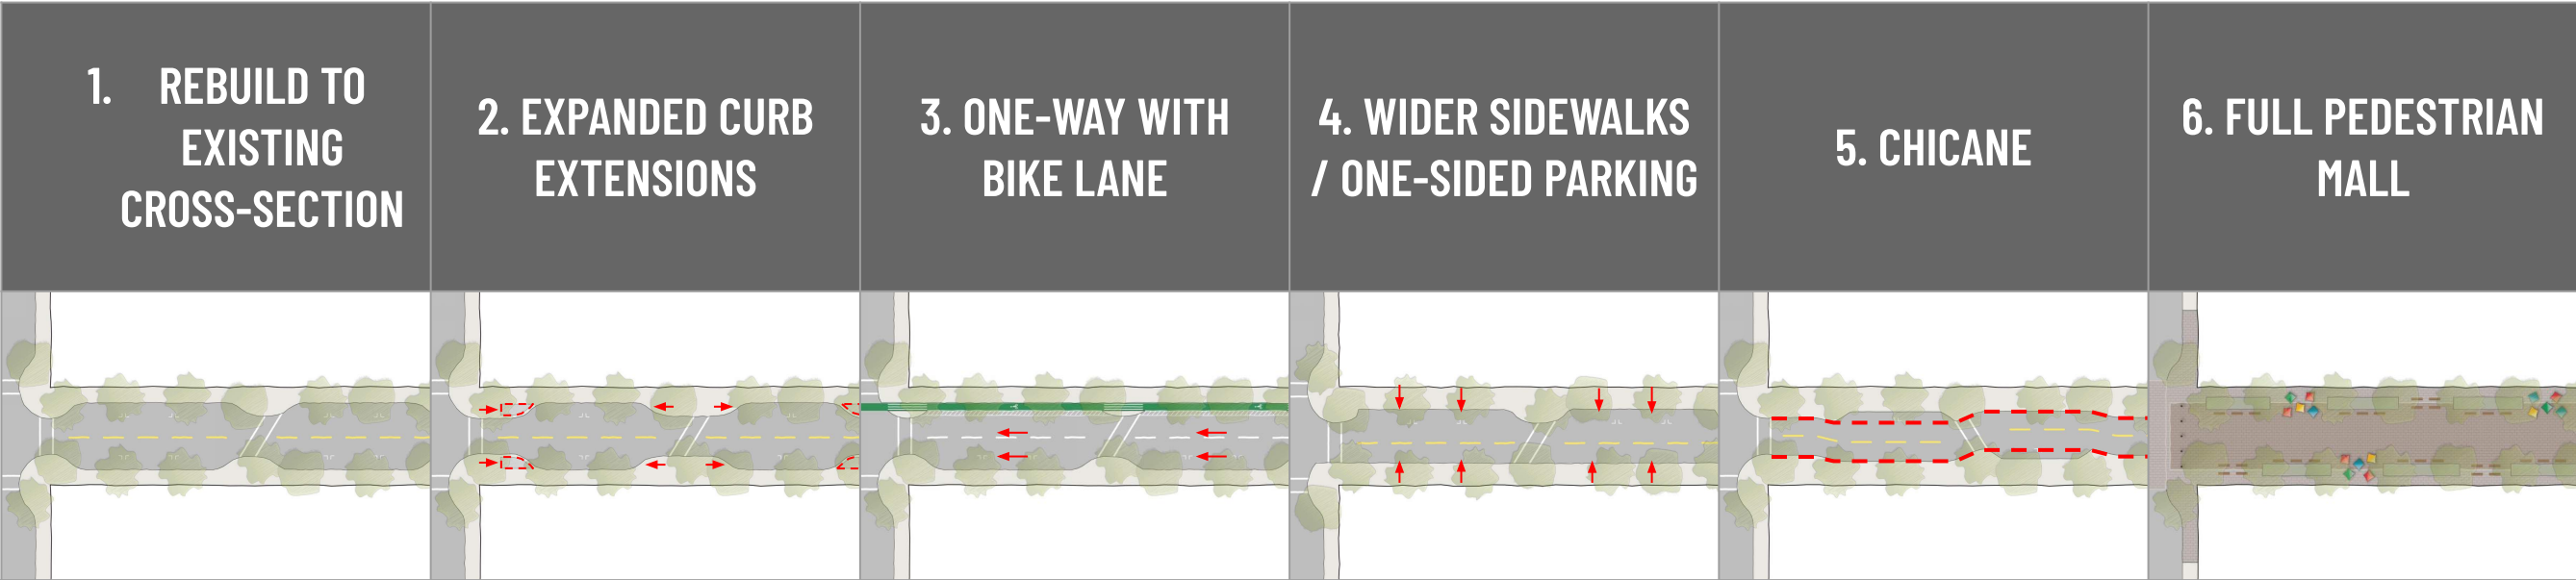 1. REBUILD TO
EXISTING
CROSS-SECTION
2. EXPANDED CURB
EXTENSIONS
3. ONE-WAY WITH
BIKE LANE
4. WIDER SIDEWALKS
/ ONE-SIDED PARKING
5. CHICANE
6. FULL PEDESTRIAN
MALL